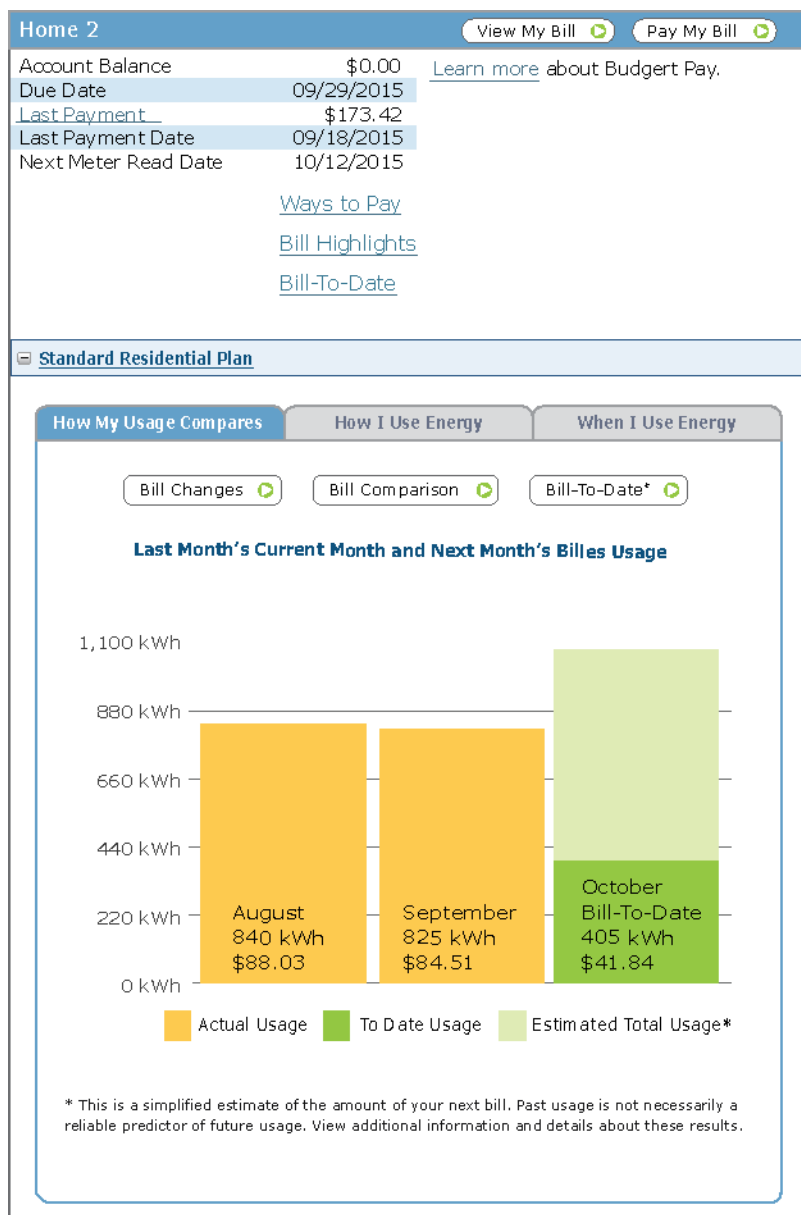 Home 2
View My Bill
Pay My Bill
Account Balance $0.00
Learn more about Budgert Pay.
Due Date 09/29/2015
Last Payment $173.42
Last Payment Date 09/18/2015
Next Meter Read Date 10/12/2015
Ways to Pay
Bill Highlights
Bill-To-Date
Standard Residential Plan
How My Usage Compares
How I Use Energy
When I Use Energy
Bill Changes
Bill Comparison
Bill-To-Date*
Last Month's Current Month and Next Month's Billes Usage
1,100 kWh
880 kWh
660 kWh
440 kWh
220 kWh
0 kWh
August
840 kWh
$88.03
September
825 kWh
$84.51
October
Bill-To-Date
405 kWh
$41.84
Actual Usage
To Date Usage
Estimated Total Usage*
* This is a simplified estimate of the amount of your next bill. Past usage is not necessarily a
reliable predictor of future usage. View additional information and details about these results.